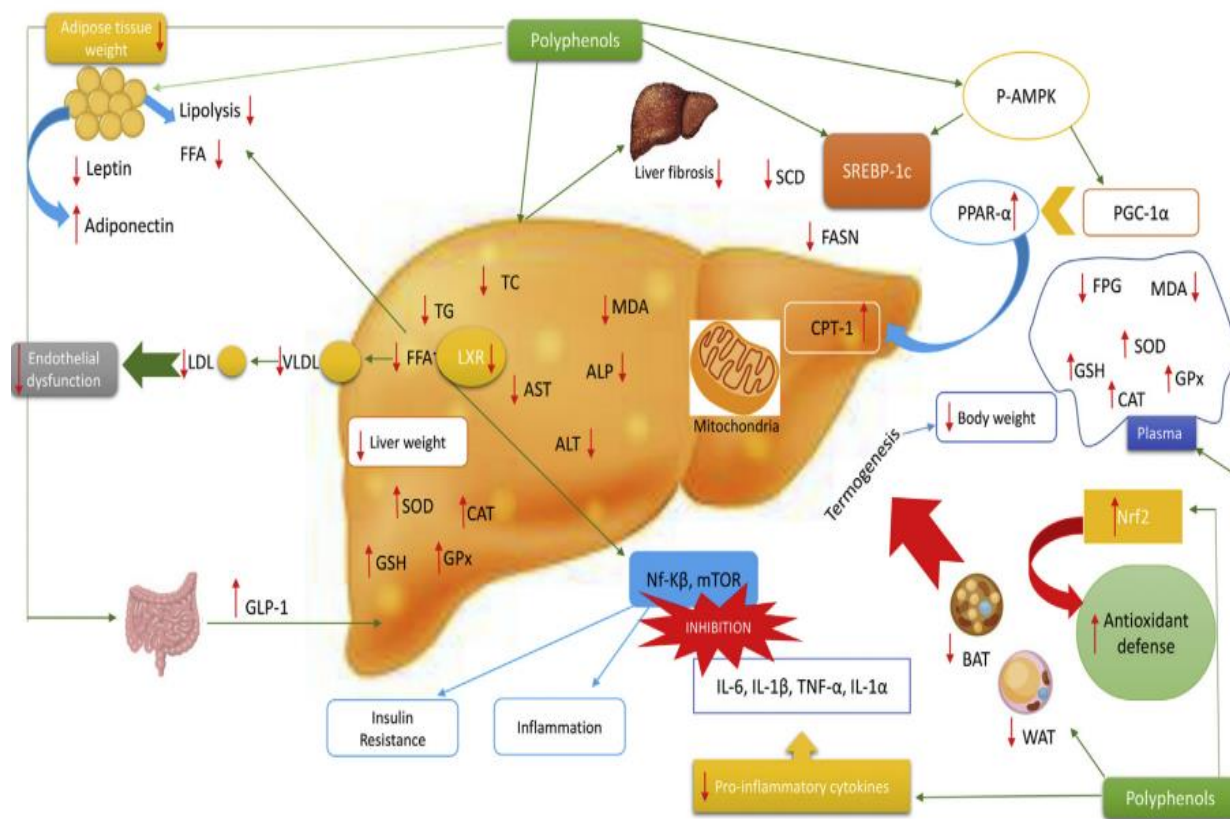 Adipose tissue
weight
Polyphenols
P-AMPK
Lipolysis
FFA
Leptin
Adiponectin
Liver fibrosis
SCD
SREBP-1c
FASN
PPAR-α
PGC-1α
TC
TG
MDA
FFA
LXR
AST
ALP
ALT
CPT-1
Mitochondria
FPG
MDA
SOD
GSH
GPx
CAT
Plasma
Endothelial
dysfunction
LDL
VLDL
Liver weight
SOD
CAT
GSH
GPx
Body weight
Termogenesis
Nrf2
Antioxidant
defense
GLP-1
Nf-Kβ, mTOR
INHIBITION
IL-6, IL-1β, TNF-α, IL-1α
BAT
WAT
Insulin
Resistance
Inflammation
Pro-inflammatory cytokines
Polyphenols